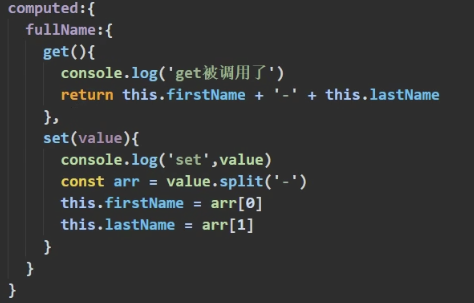 computed:{
  fullName:{
    get(){
      console.log('get被调用了')
      return this.firstName + '-' + this.lastName
    },
    set(value){
      console.log('set',value)
      const arr = value.split('-')
      this.firstName = arr[0]
      this.lastName = arr[1]
    }
  }
}